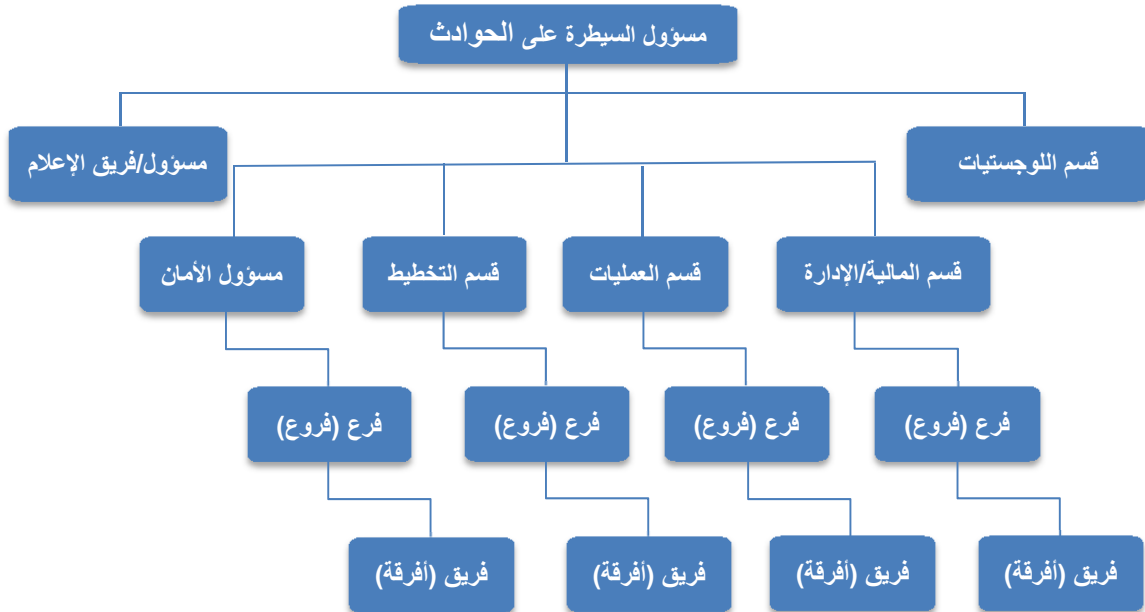 مسؤول السيطرة على الحوادث
قسم اللوجستيات
مسؤول/فريق الإعلام
قسم المالية/الإدارة
قسم العمليات
قسم التخطيط
مسؤول الأمان
فرع (فروع)
فرع (فروع)
فرع (فروع)
فرع (فروع)
فريق (أفرقة)
فريق (أفرقة)
فريق (أفرقة)
فريق (أفرقة)